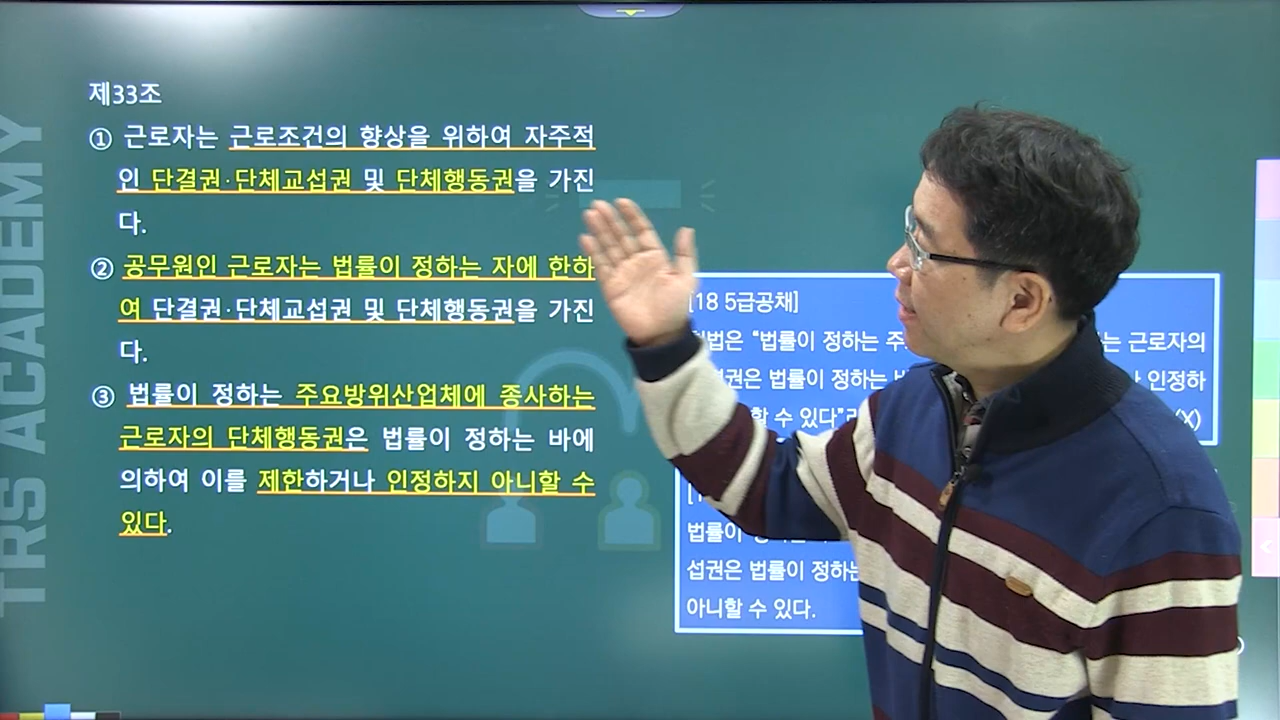 TRS ACADEMY
제33조
① 근로자는 근로조건의 향상을 위하여 자주적
인 단결권·단체교섭권 및 단체행동권을 가진
다.
② 공무원인 근로자는 법률이 정하는 자에 한하
여 단결권·단체교섭권 및 단체행동권을 가진
다.
③ 법률이 정하는 주요방위산업체에 종사하는
근로자의 단체행동권은 법률이 정하는 바에
의하여 이를 제한하거나 인정하지 아니할 수
있다.
[18 5급공채]
헌법은 “법률이 정하는 주 는 근로자의
결권은 법률이 정하는 인정하
할 수 있다” (X)
법률이
섭권은 법률이 정하는
아니할 수 있다.